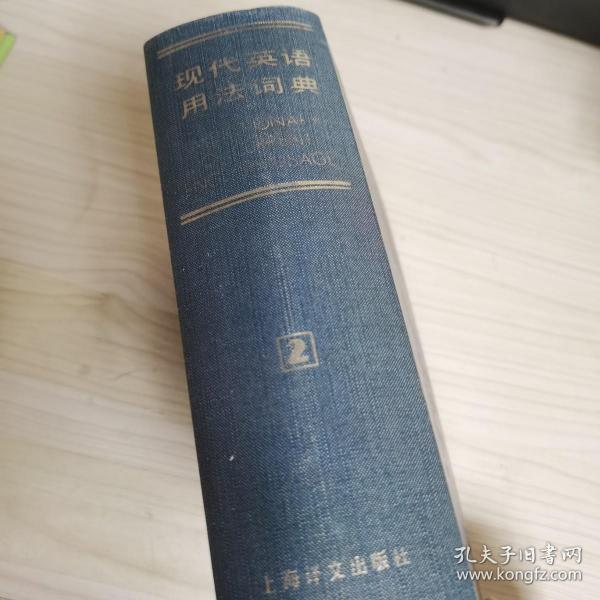 现代英语
用法词典
2
上海译文出版社
孔夫子旧书网
www.kongfz.com